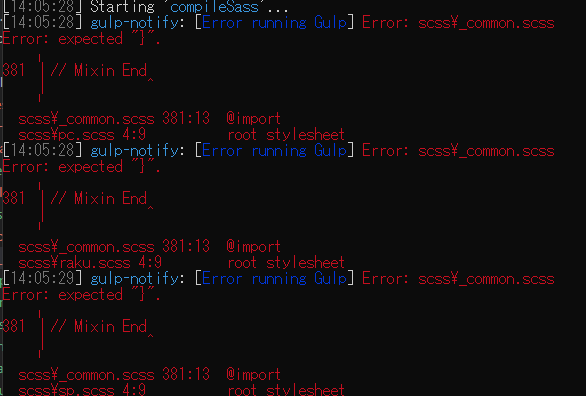 [14:05:28] Starting 'compileSass'...
[14:05:28] gulp-notify: [Error running Gulp] Error: scss¥_common.scss
Error: expected "]".
381 │ // Mixin End
^
scss¥_common.scss 381:13 @import
scss¥pc.scss 4:9 root stylesheet
[14:05:28] gulp-notify: [Error running Gulp] Error: scss¥_common.scss
Error: expected "]".
381 │ // Mixin End
^
scss¥_common.scss 381:13 @import
scss¥raku.scss 4:9 root stylesheet
[14:05:29] gulp-notify: [Error running Gulp] Error: scss¥_common.scss
Error: expected "]".
381 │ // Mixin End
^
scss¥_common.scss 381:13 @import
scss¥sp.scss 4:9 root stylesheet